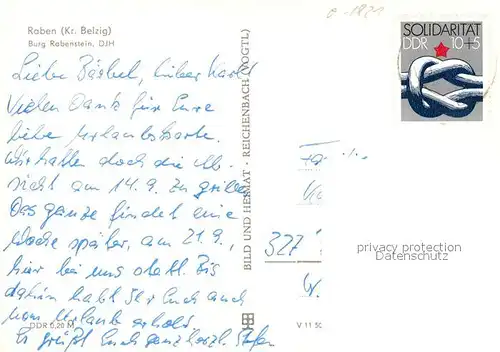 Raben (Kr. Belzig)
Burg Rabenstein, DJH
Liebe Bärbel, lieber Karl
Vielen Dank für Eure
liebe Urlaubskarte.
Wir hatten doch die Ab-
sicht am 14.9. zu grillen
Das ganze findet eine
Woche später, am 21.9.,
hier bei uns statt. Bis
dahin habt Ihr Euch auch
vom Urlaub erholt.
DDR 0,20 M
Es grüßt Euch ganz herzl.
BILD UND HEIMAT · REICHENBACH (VOGTL)
V 11 50
SOLIDARITÄT
DDR 10+5
327
privacy protection
Datenschutz